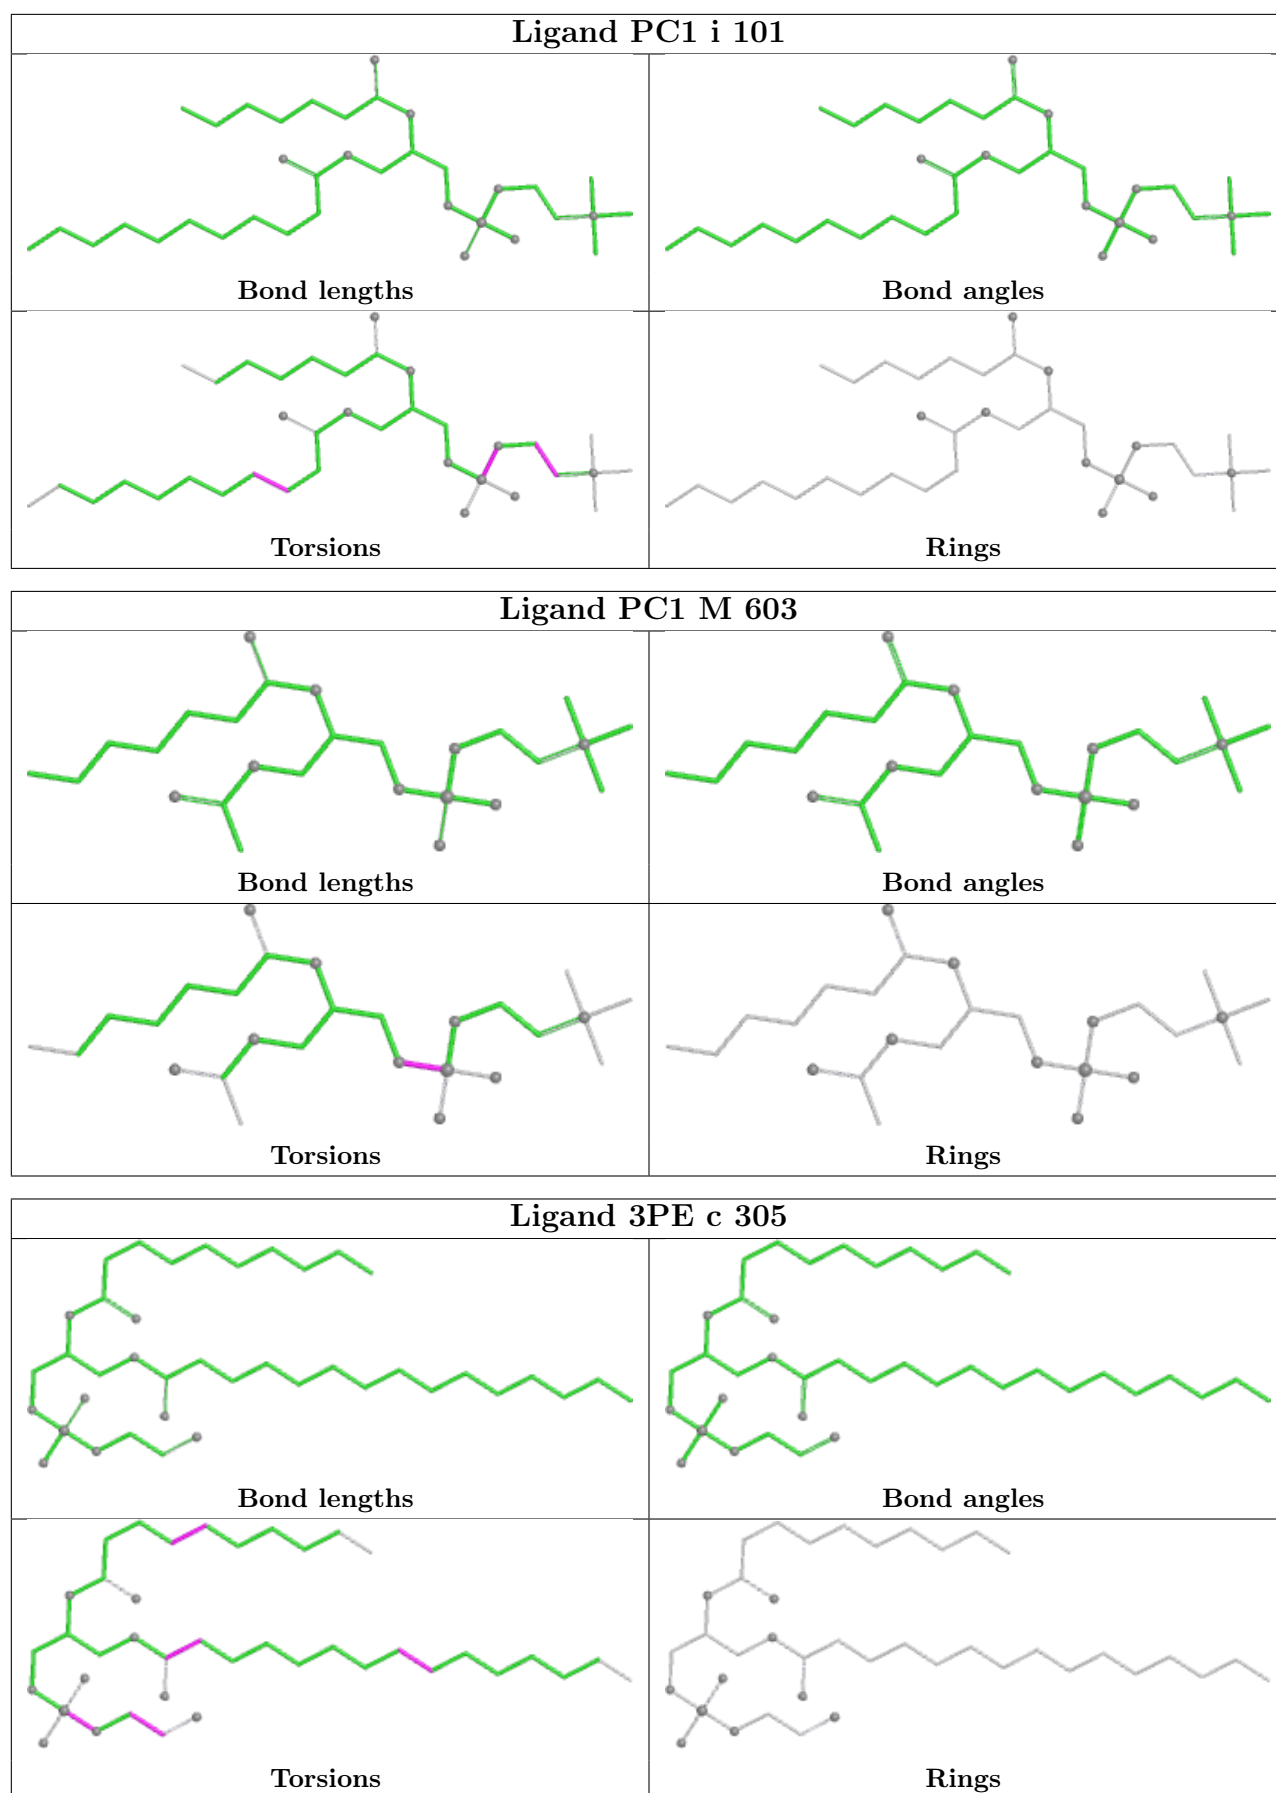 Ligand PC1 i 101
Bond lengths
Bond angles
Torsions
Rings
Ligand PC1 M 603
Bond lengths
Bond angles
Torsions
Rings
Ligand 3PE c 305
Bond lengths
Bond angles
Torsions
Rings